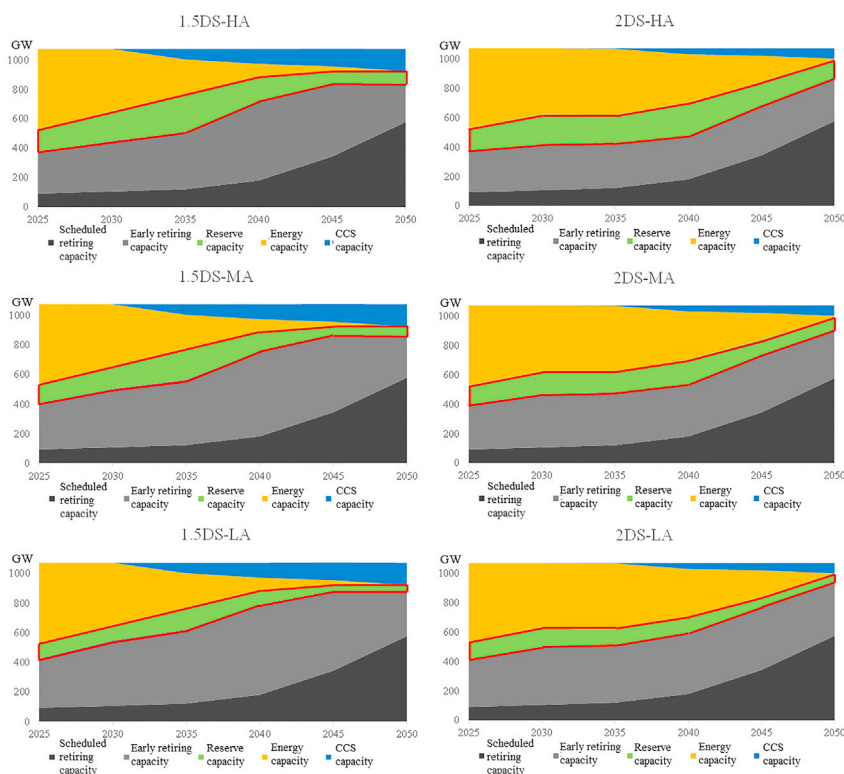 1.5DS-HA
GW
1000
800
600
400
200
0
2025 2030 2035 2040 2045 2050
Scheduled retiring capacity
Early retiring capacity
Reserve capacity
Energy capacity
CCS capacity
2DS-HA
GW
1000
800
600
400
200
0
2025 2030 2035 2040 2045 2050
Scheduled retiring capacity
Early retiring capacity
Reserve capacity
Energy capacity
CCS capacity
1.5DS-MA
GW
1000
800
600
400
200
0
2025 2030 2035 2040 2045 2050
Scheduled retiring capacity
Early retiring capacity
Reserve capacity
Energy capacity
CCS capacity
2DS-MA
GW
1000
800
600
400
200
0
2025 2030 2035 2040 2045 2050
Scheduled retiring capacity
Early retiring capacity
Reserve capacity
Energy capacity
CCS capacity
1.5DS-LA
GW
1000
800
600
400
200
0
2025 2030 2035 2040 2045 2050
Scheduled retiring capacity
Early retiring capacity
Reserve capacity
Energy capacity
CCS capacity
2DS-LA
GW
1000
800
600
400
200
0
2025 2030 2035 2040 2045 2050
Scheduled retiring capacity
Early retiring capacity
Reserve capacity
Energy capacity
CCS capacity